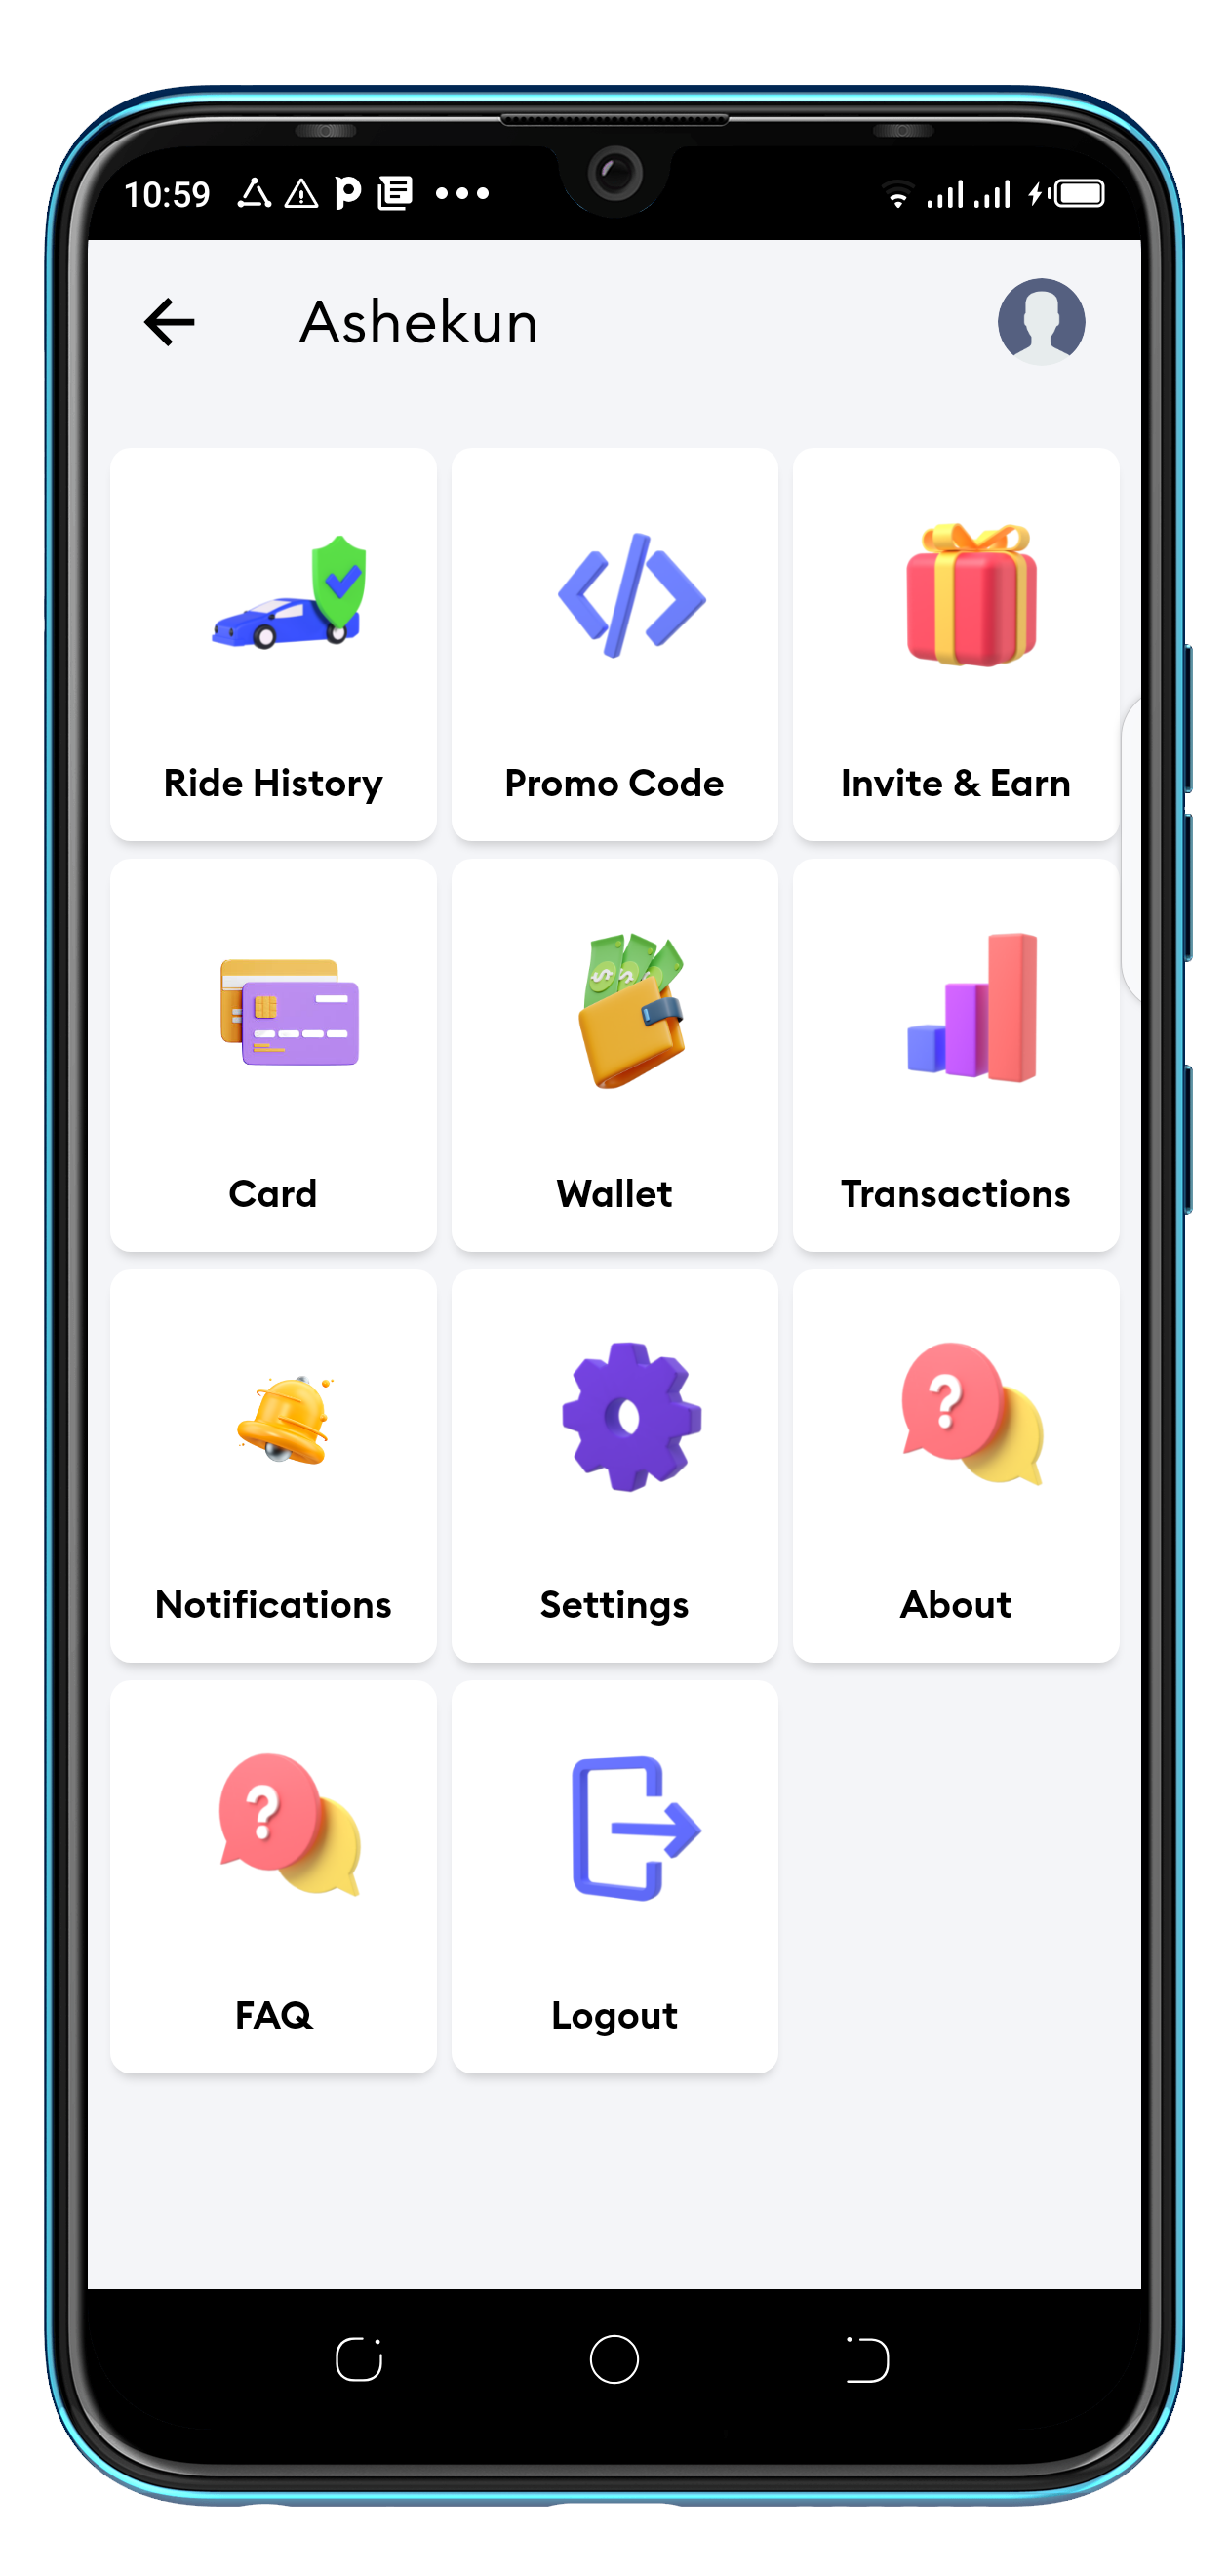 10:59
Ashekun
Ride History
Promo Code
Invite & Earn
Card
Wallet
Transactions
Notifications
Settings
About
FAQ
Logout